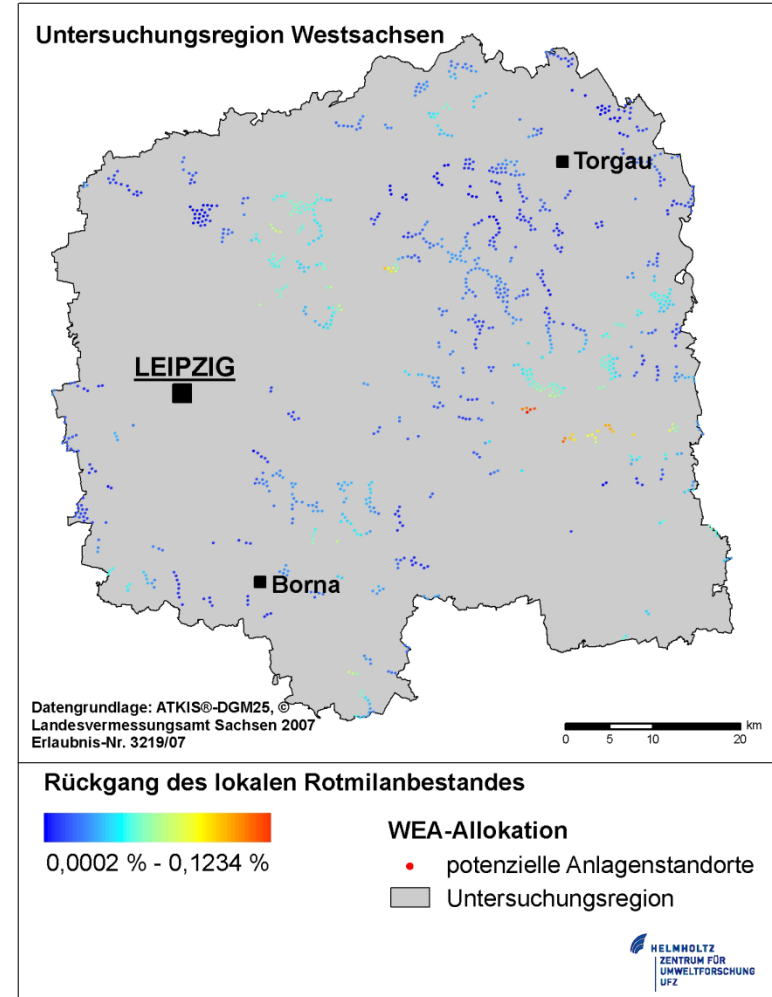 Untersuchungsregion Westsachsen
Torgau
LEIPZIG
Borna
Datengrundlage: ATKIS®-DGM25, ©
Landesvermessungsamt Sachsen 2007
Erlaubnis-Nr. 3219/07
km
0 5 10 20
Rückgang des lokalen Rotmilanbestandes
0,0002 % - 0,1234 %
WEA-Allokation
potenzielle Anlagenstandorte
Untersuchungsregion
HELMHOLTZ
ZENTRUM FÜR
UMWELTFORSCHUNG
UFZ